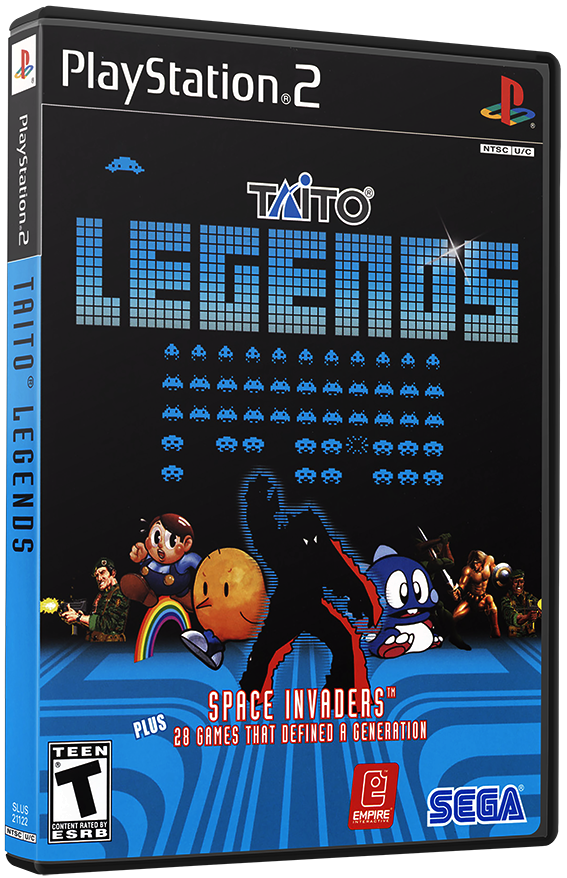 PlayStation®2
NTSC U/C
TAITO®
LEGENDS
SPACE INVADERS™
PLUS
28 GAMES THAT DEFINED A GENERATION
TEEN
T
CONTENT RATED BY
ESRB
EMPIRE
INTERACTIVE
SEGA®
PlayStation®2
TAITO® LEGENDS
SLUS
21122
NTSC U/C